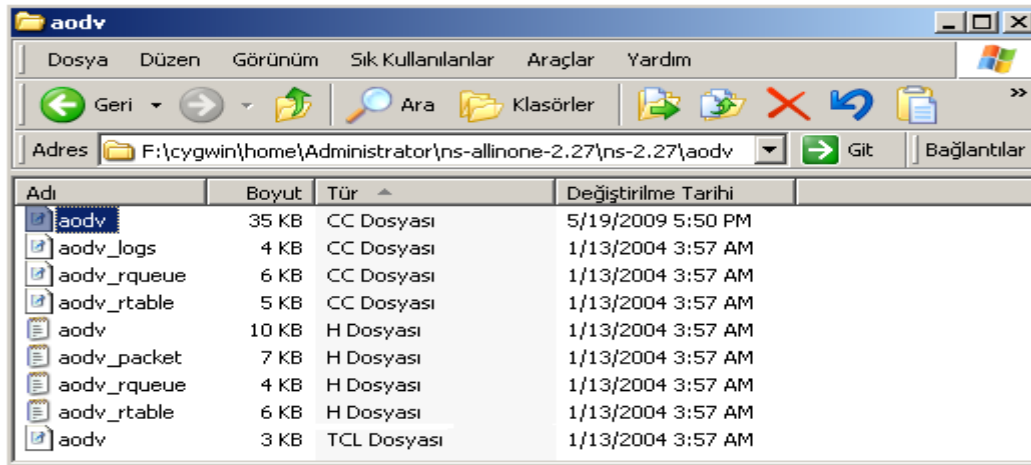 aodv
Dosya Düzen Görünüm Sık Kullanılanlar Araçlar Yardım
Geri Ara Klasörler »
Adres F:\cygwin\home\Administrator\ns-allinone-2.27\ns-2.27\aodv Git Bağlantılar
Adı Boyut Tür Değiştirilme Tarihi
aodv 35 KB CC Dosyası 5/19/2009 5:50 PM
aodv_logs 4 KB CC Dosyası 1/13/2004 3:57 AM
aodv_rqueue 6 KB CC Dosyası 1/13/2004 3:57 AM
aodv_rtable 5 KB CC Dosyası 1/13/2004 3:57 AM
aodv 10 KB H Dosyası 1/13/2004 3:57 AM
aodv_packet 7 KB H Dosyası 1/13/2004 3:57 AM
aodv_rqueue 4 KB H Dosyası 1/13/2004 3:57 AM
aodv_rtable 6 KB H Dosyası 1/13/2004 3:57 AM
aodv 3 KB TCL Dosyası 1/13/2004 3:57 AM